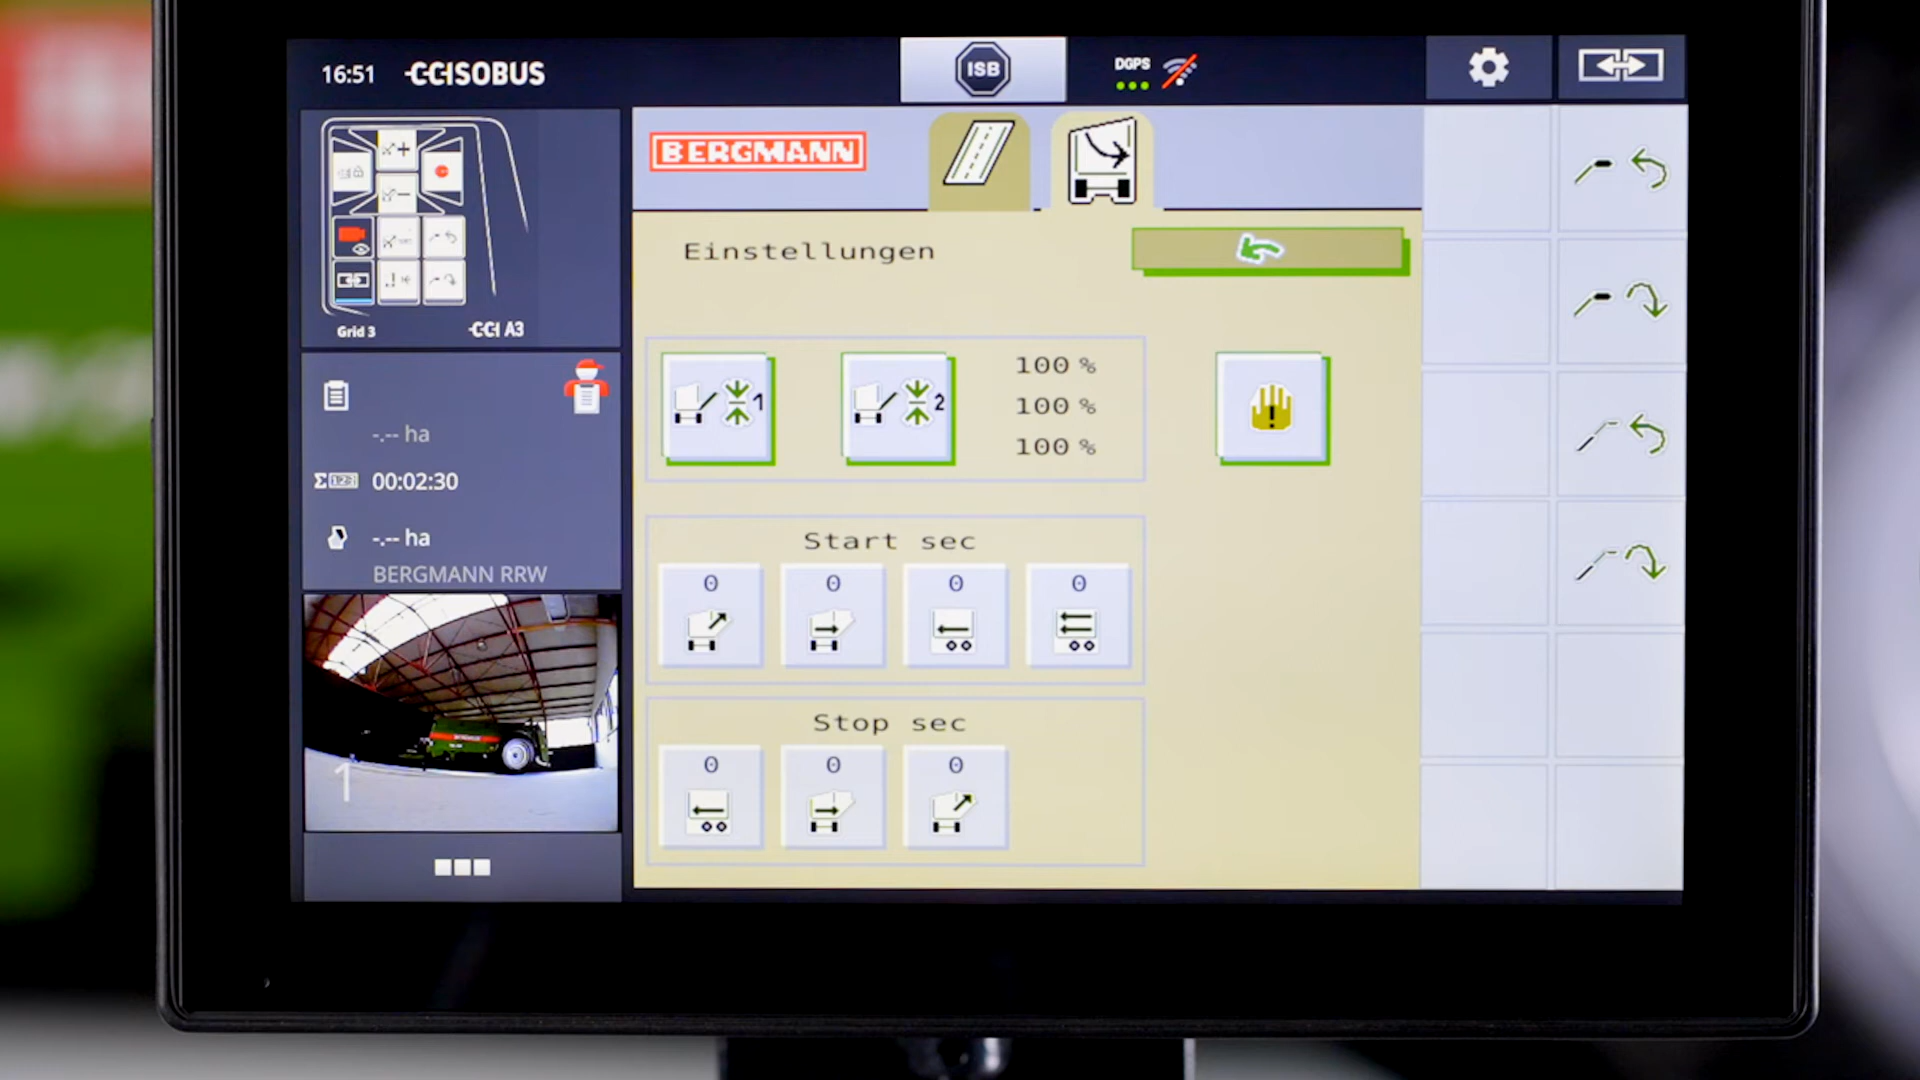 16:51
CCISOBUS
ISB
DGPS
BERGMANN
Grid 3
CCI A3
Einstellungen
1
2
100 %
100 %
100 %
-.-- ha
00:02:30
-.-- ha
BERGMANN RRW
Start sec
0
0
0
0
Stop sec
0
0
0
1